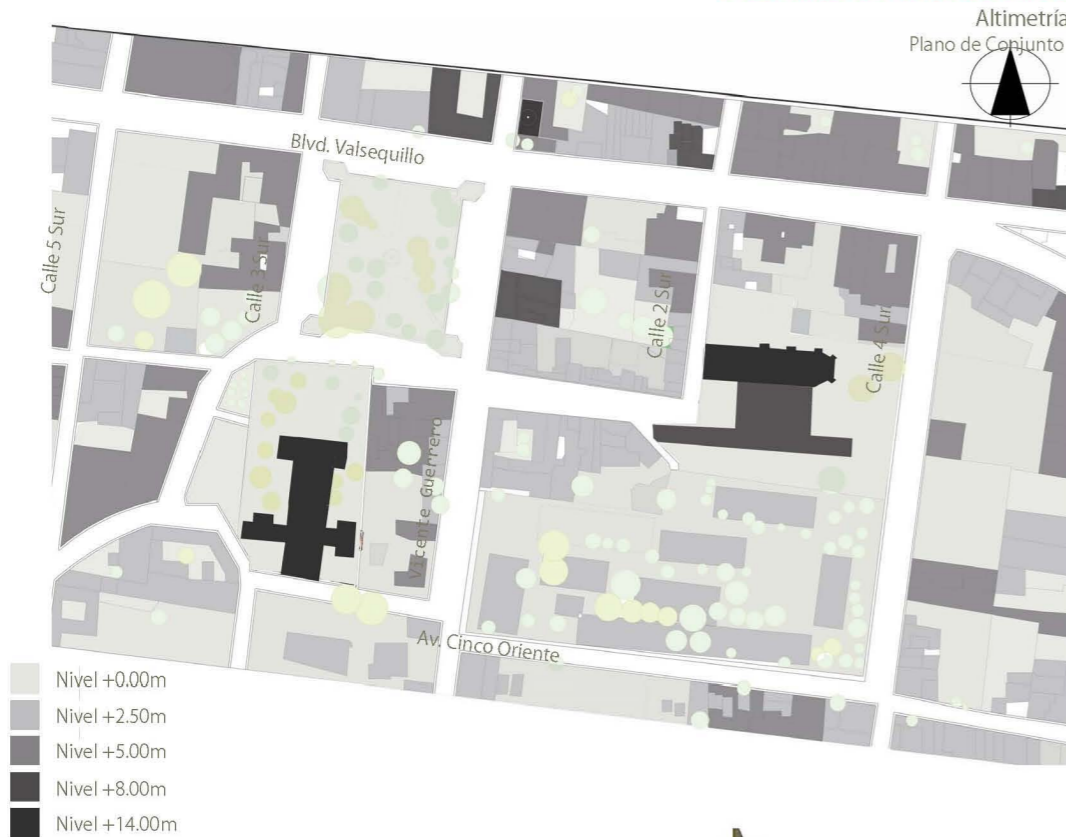 Altimetría
Plano de Conjunto
Blvd. Valsequillo
Calle 5 Sur
Calle 3 Sur
Calle 2 Sur
Calle 4 Sur
Vicente Guerrero
Av. Cinco Oriente
Nivel +0.00m
Nivel +2.50m
Nivel +5.00m
Nivel +8.00m
Nivel +14.00m